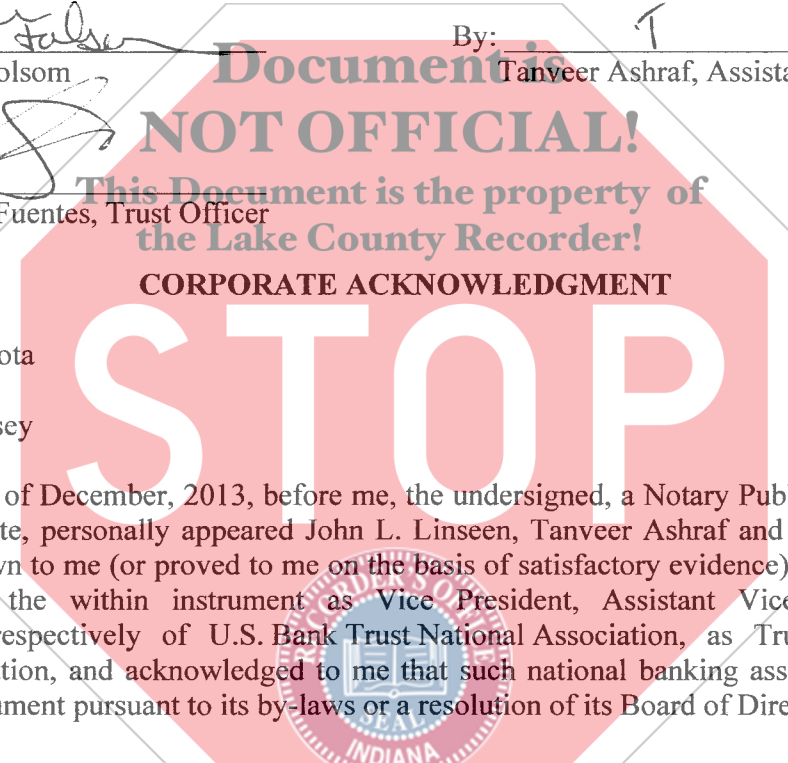 Folsom By: T
olsom Tanveer Ashraf, Assista
Document is
NOT OFFICIAL!
This Document is the property of
Fuentes, Trust Officer
the Lake County Recorder!
CORPORATE ACKNOWLEDGMENT
STOP
ota
sey
of December, 2013, before me, the undersigned, a Notary Pub
te, personally appeared John L. Linseen, Tanveer Ashraf and
vn to me (or proved to me on the basis of satisfactory evidence)
the within instrument as Vice President, Assistant Vice
respectively of U.S. Bank Trust National Association, as Tru
tion, and acknowledged to me that such national banking ass
ument pursuant to its by-laws or a resolution of its Board of Dire
RECORDER'S OFFICE
SEAL
INDIANA